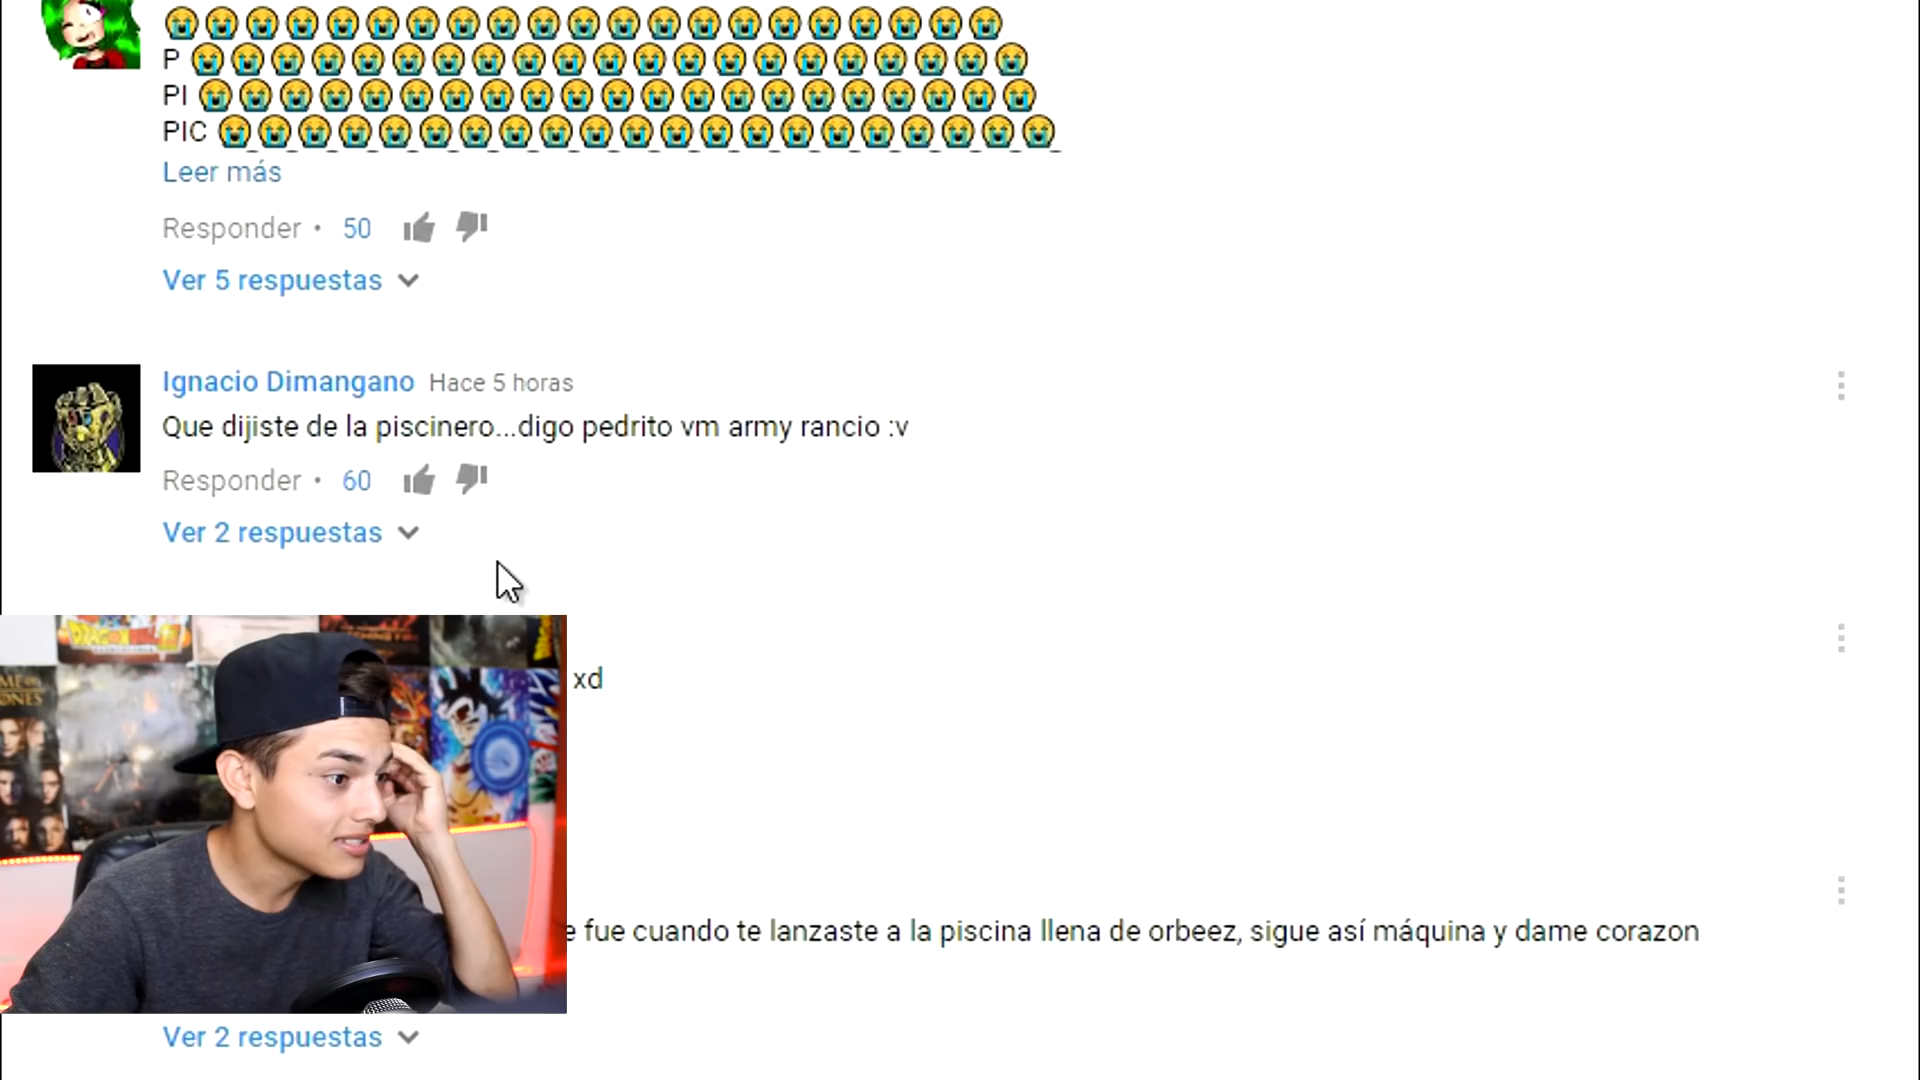 😭😭😭😭😭😭😭😭😭😭😭😭😭😭😭😭😭😭😭😭😭
P 😭😭😭😭😭😭😭😭😭😭😭😭😭😭😭😭😭😭😭😭😭
PI 😭😭😭😭😭😭😭😭😭😭😭😭😭😭😭😭😭😭😭😭😭
PIC 😭😭😭😭😭😭😭😭😭😭😭😭😭😭😭😭😭😭😭😭😭
Leer más
Responder • 50
Ver 5 respuestas
Ignacio Dimangano Hace 5 horas
Que dijiste de la piscinero...digo pedrito vm army rancio :v
Responder • 60
Ver 2 respuestas
xd
fue cuando te lanzaste a la piscina llena de orbeez, sigue así máquina y dame corazon
Ver 2 respuestas